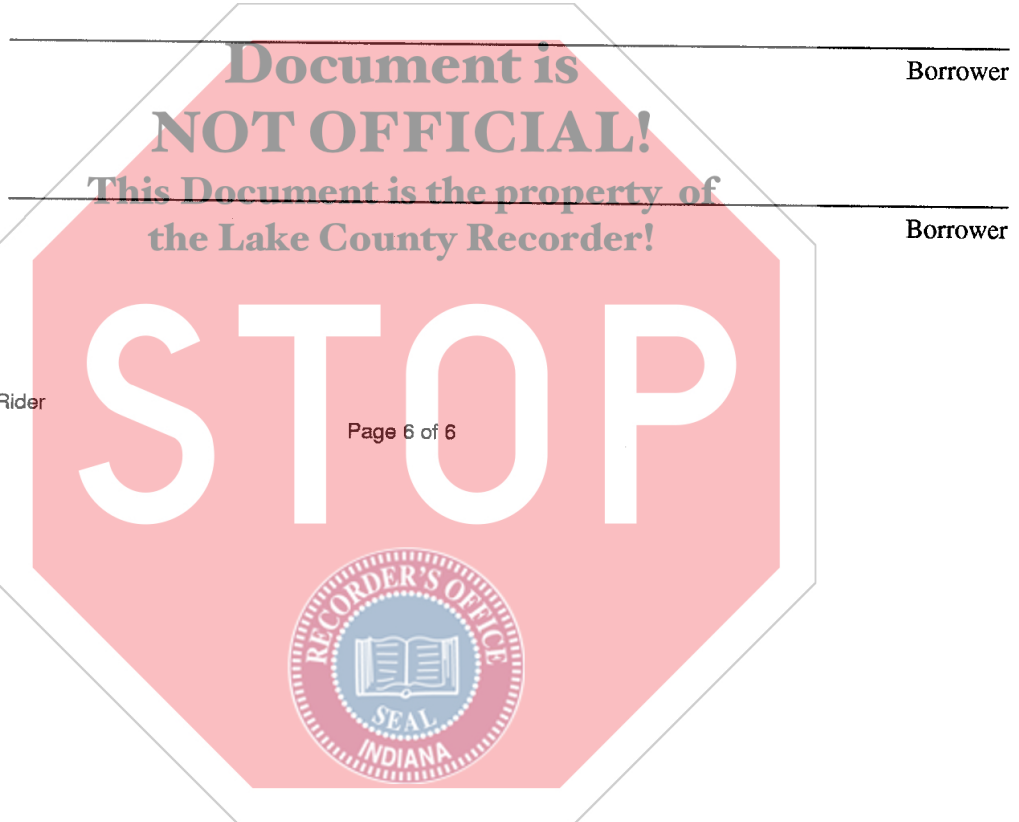 Document is
Borrower
NOT OFFICIAL!
This Document is the property of
Borrower
the Lake County Recorder!
STOP
Rider
Page 6 of 6
RECORDER'S OFFICE
SEAL
INDIANA